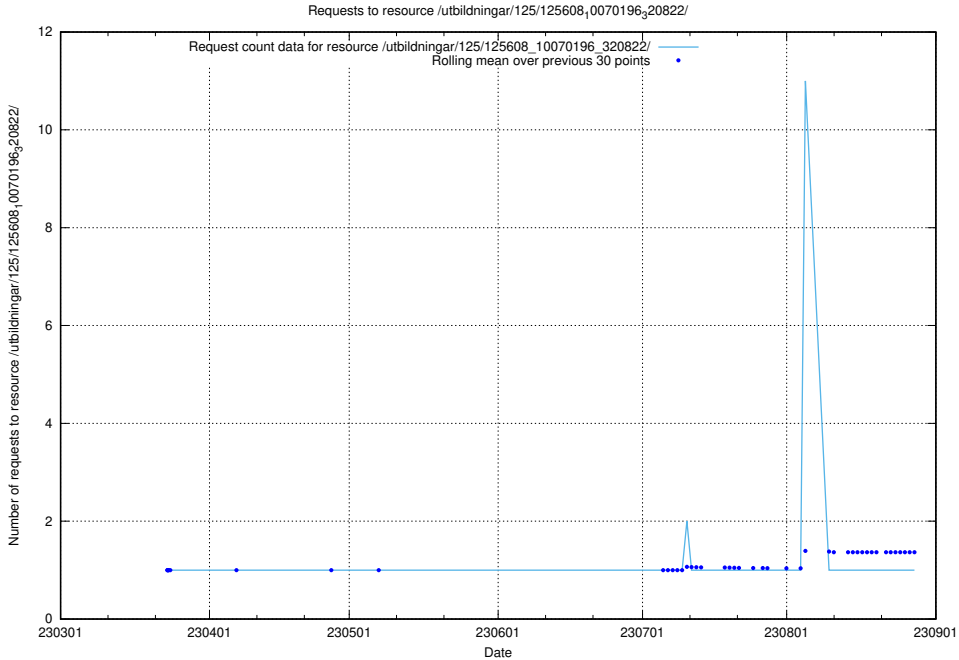 Requests to resource /utbildningar/125/125608₁0070196₃20822/
Request count data for resource /utbildningar/125/125608_10070196_320822/
Rolling mean over previous 30 points
Number of requests to resource /utbildningar/125/125608₁0070196₃20822/
12
10
8
6
4
2
0
230301 230401 230501 230601 230701 230801 230901
Date